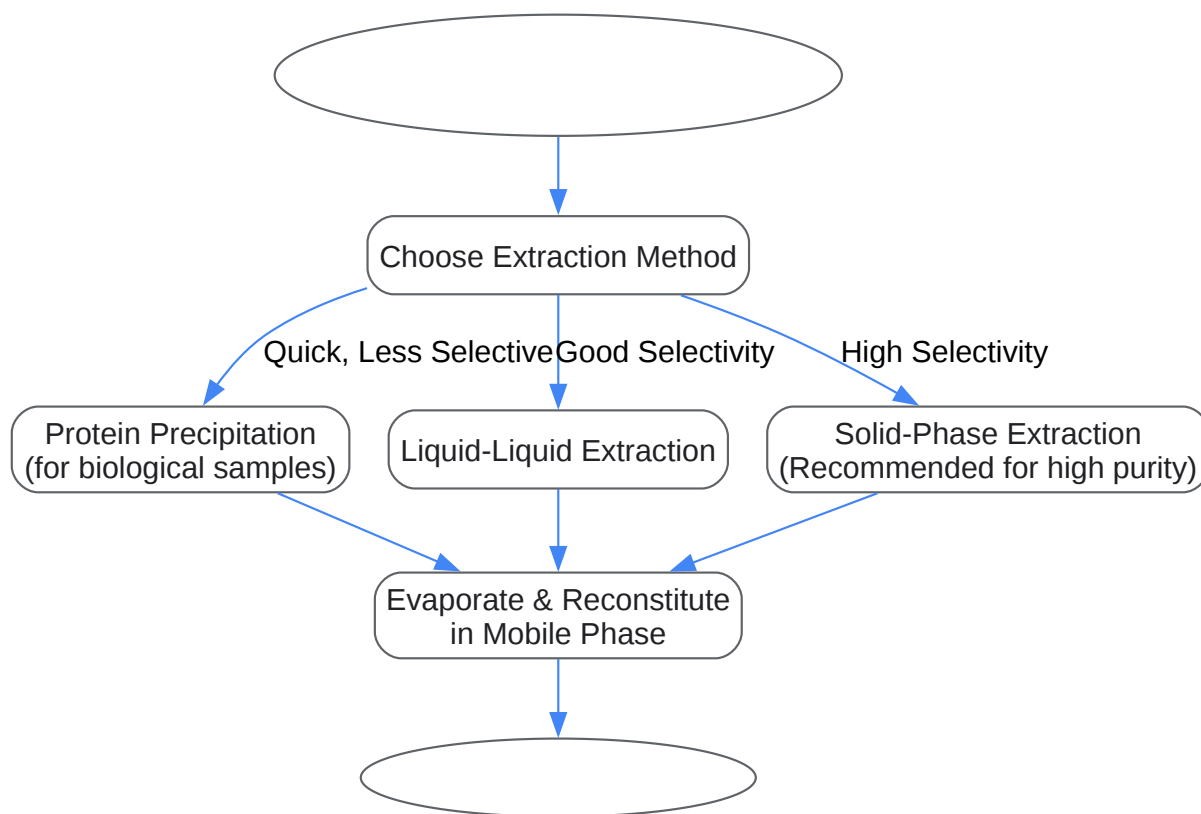 Choose Extraction Method
Quick, Less Selective
Good Selectivity
High Selectivity
Protein Precipitation
(for biological samples)
Liquid-Liquid Extraction
Solid-Phase Extraction
(Recommended for high purity)
Evaporate & Reconstitute
in Mobile Phase